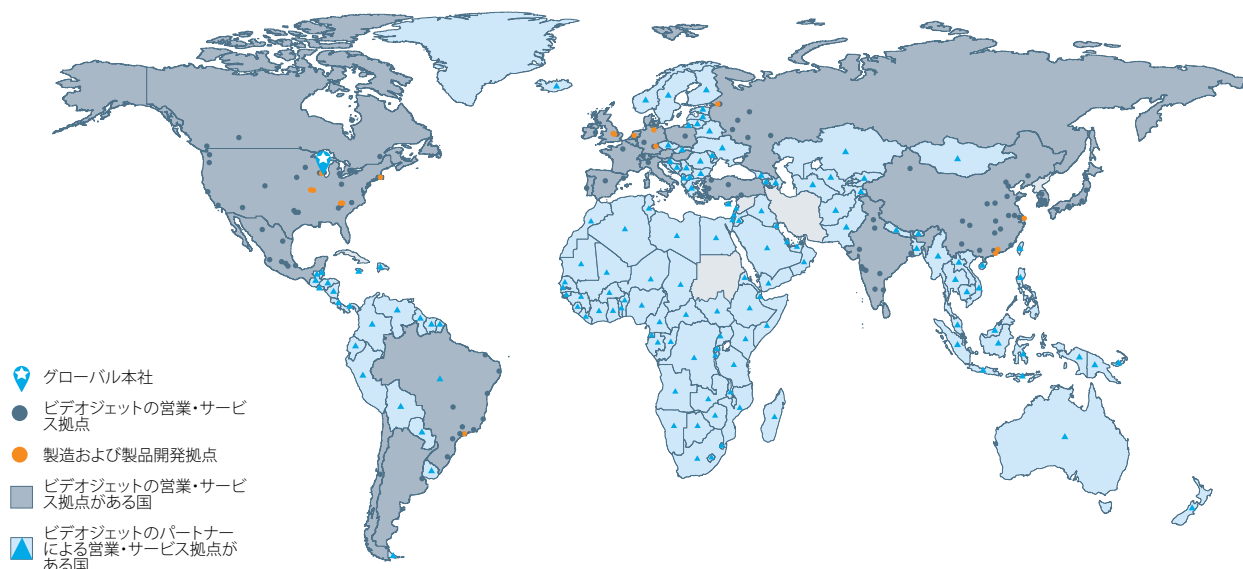 グローバル本社
ビデオジェットの営業・サービ
ス拠点
製造および製品開発拠点
ビデオジェットの営業・サービ
ス拠点がある国
ビデオジェットのパートナー
による営業・サービス拠点が
ある国